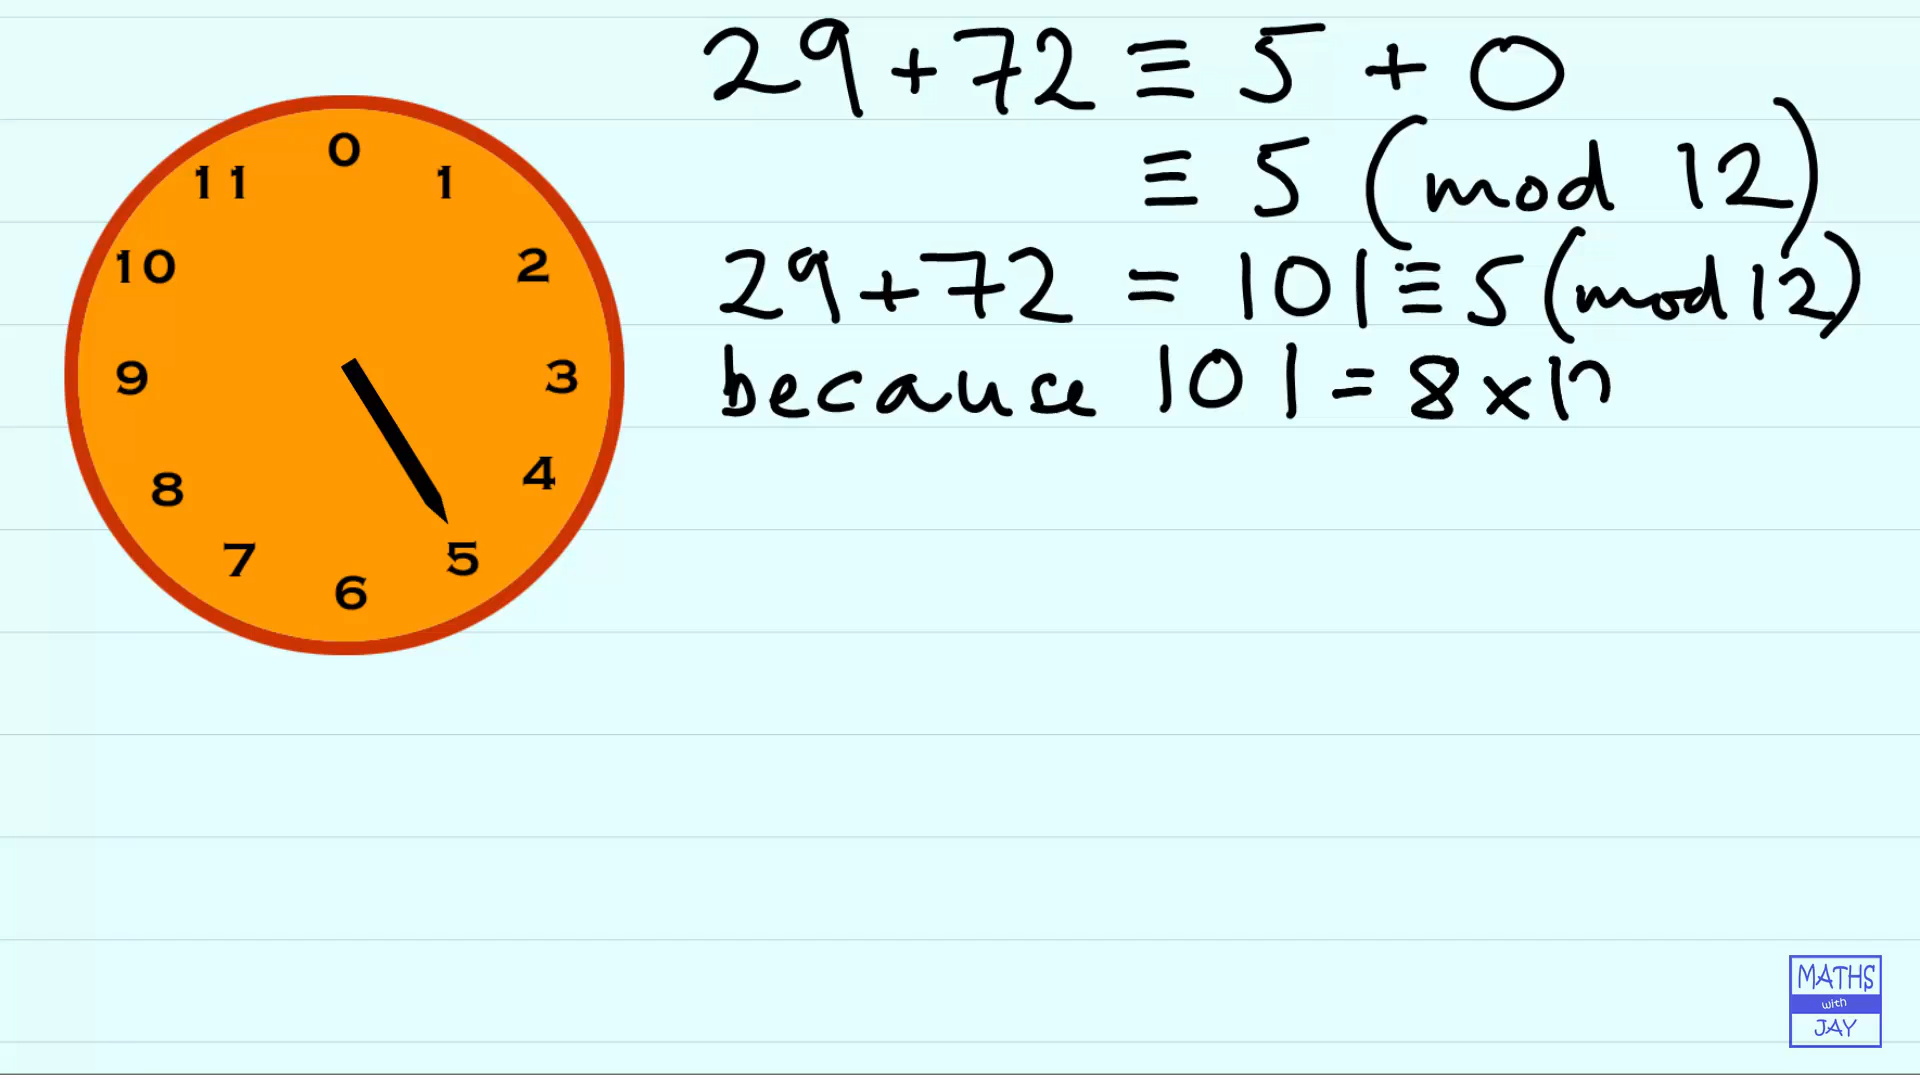 29 + 72 ≡ 5 + 0
≡ 5 (mod 12)
29 + 72 = 101 ≡ 5 (mod 12)
because 101 = 8 × 1
0
1
2
3
4
5
6
7
8
9
10
11
MATHS
with
JAY